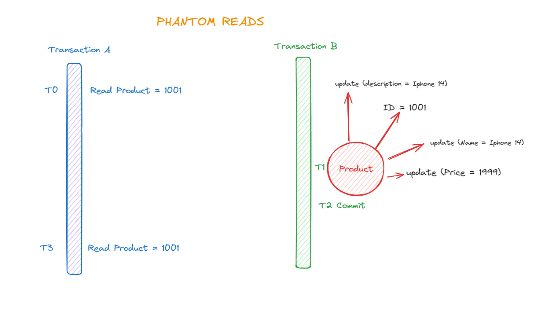 PHANTOM READS
Transaction A
Transaction B
T0
Read Product = 1001
update (description = Iphone 14)
ID = 1001
update (Name = Iphone 14)
T1
Product
update (Price = 1999)
T2 Commit
T3
Read Product = 1001